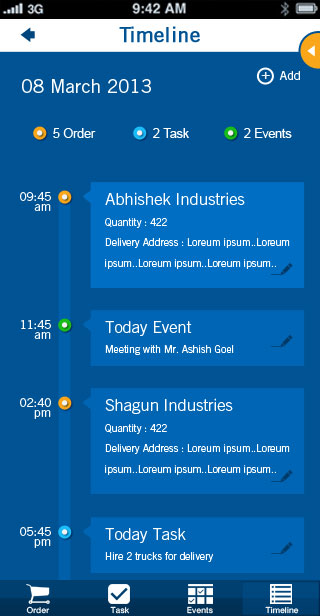 3G 9:42 AM
Timeline
08 March 2013
Add
5 Order 2 Task 2 Events
09:45 am
Abhishek Industries
Quantity : 422
Delivery Address : Loreum ipsum..Loreum
ipsum..Loreum ipsum..Loreum ipsum..
11:45 am
Today Event
Meeting with Mr. Ashish Goel
02:40 pm
Shagun Industries
Quantity : 422
Delivery Address : Loreum ipsum..Loreum
ipsum..Loreum ipsum..Loreum ipsum..
05:45 pm
Today Task
Hire 2 trucks for delivery
Order Task Events Timeline